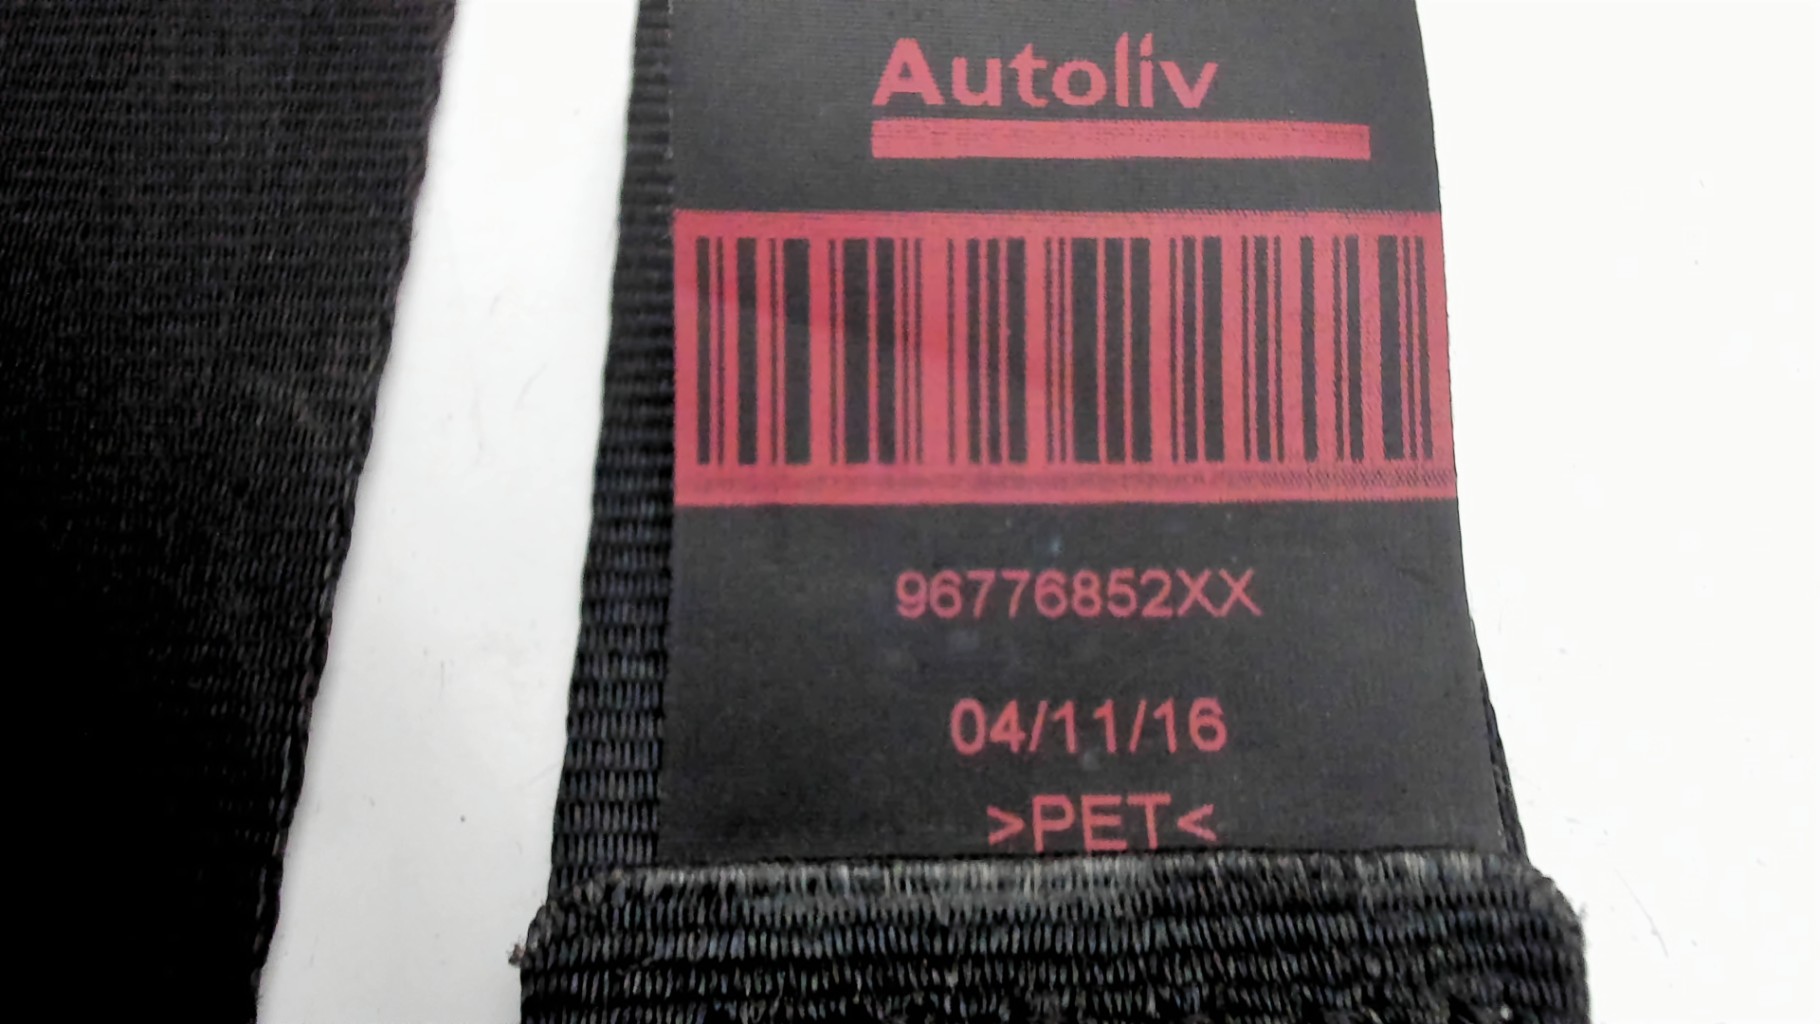 Autoliv
96776852XX
04/11/16
>PET<